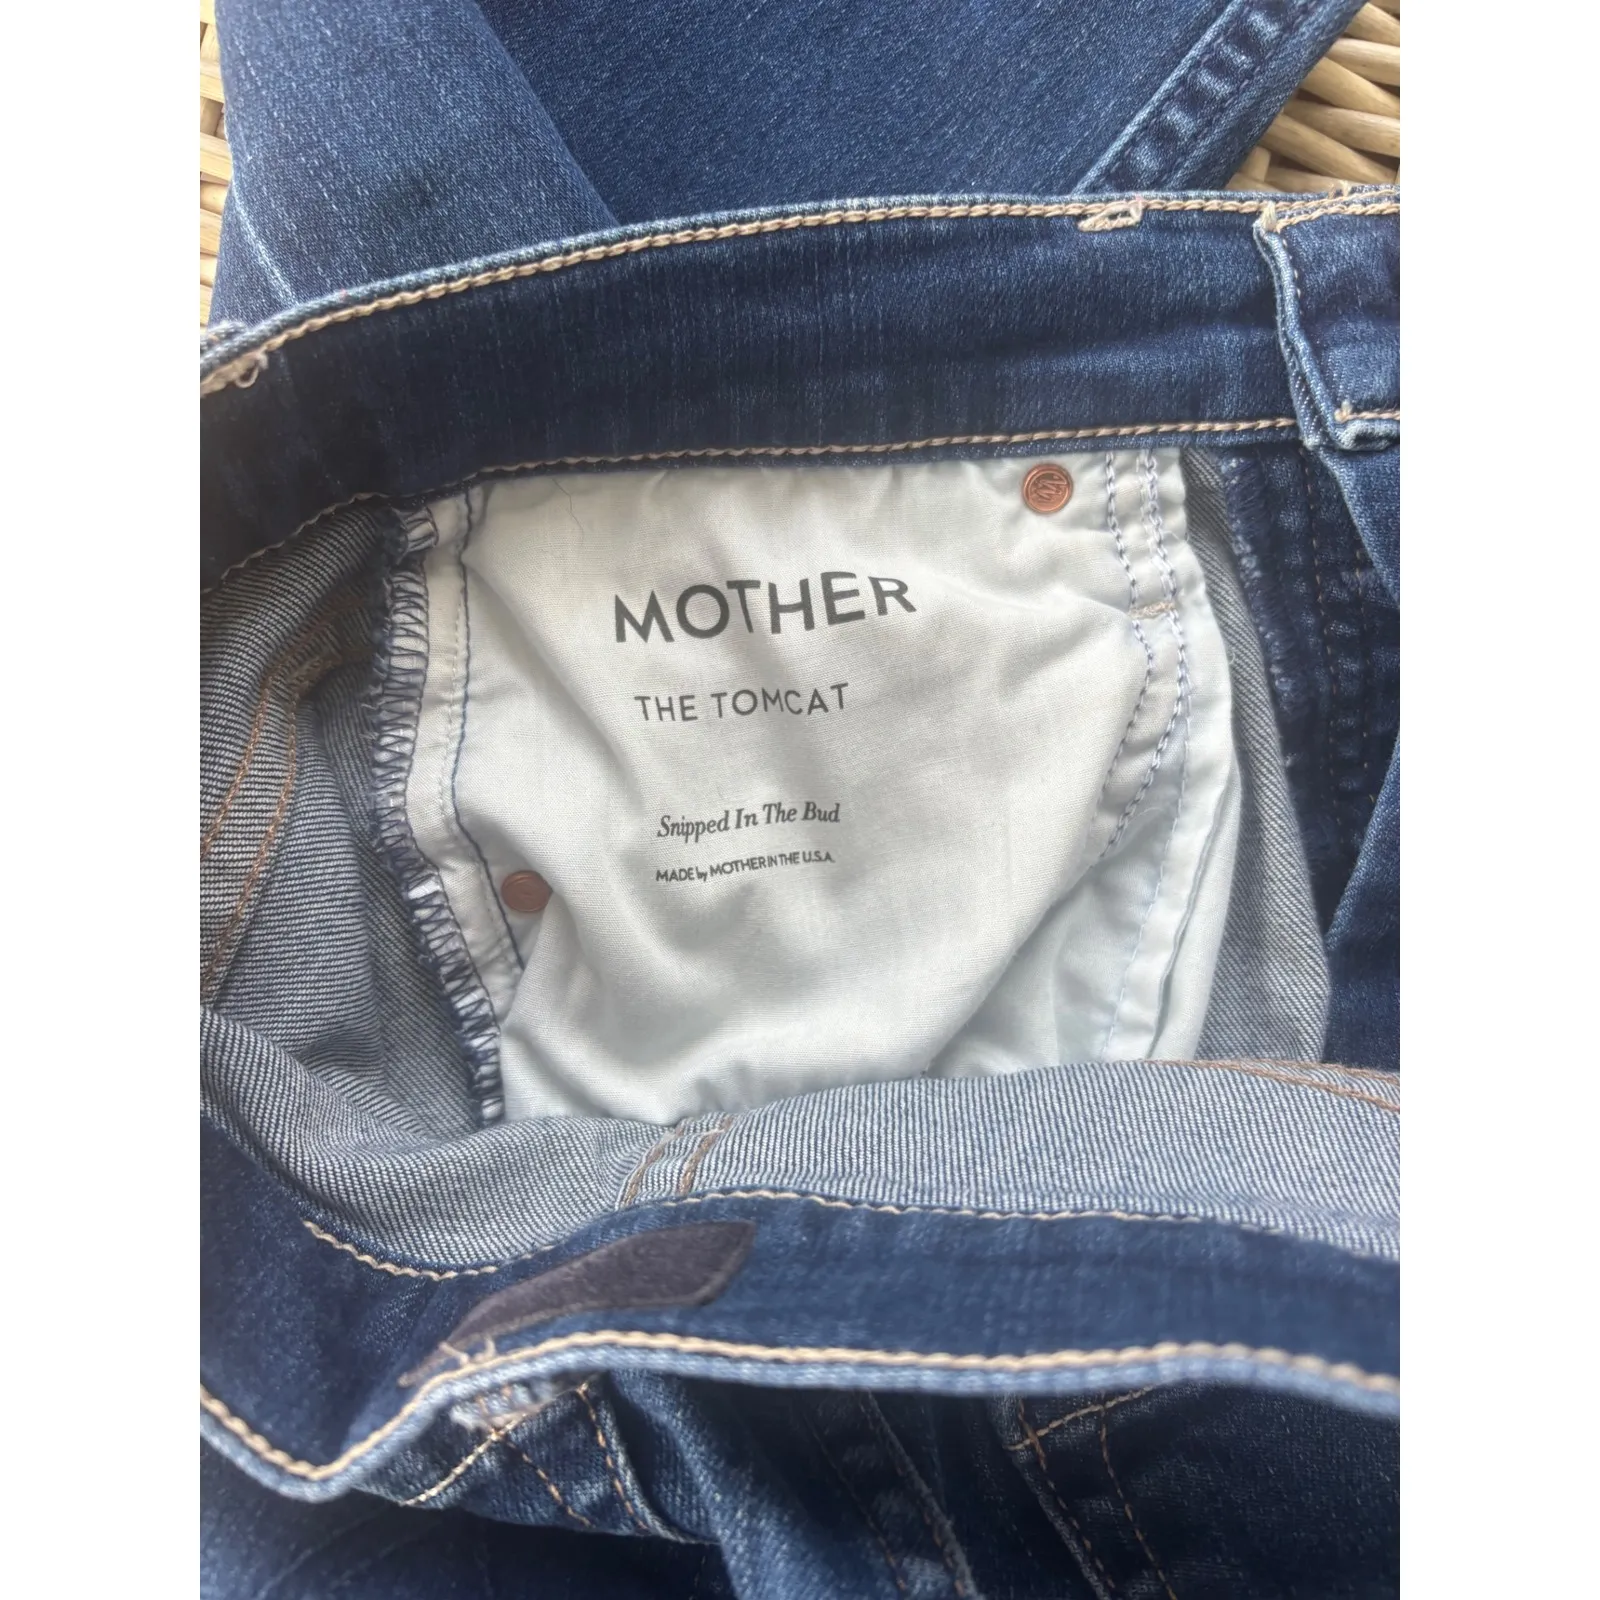 MOTHER
THE TOMCAT
Snipped In The Bud
MADE by MOTHER IN THE U.S.A.